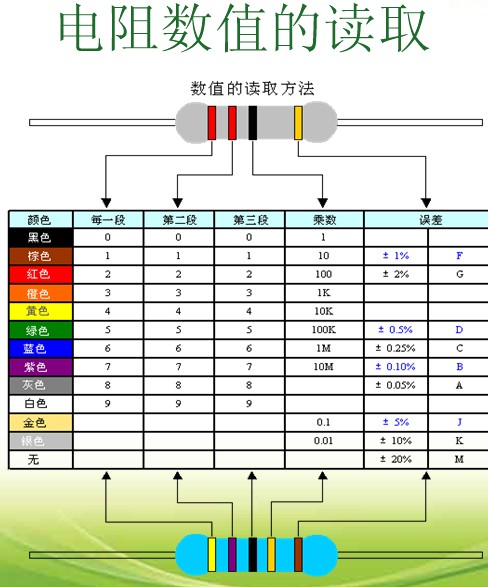 电阻数值的读取
数值的读取方法
颜色 每一段 第二段 第三段 乘数 误差
黑色 0 0 0 1
棕色 1 1 1 10 ± 1% F
红色 2 2 2 100 ± 2% G
橙色 3 3 3 1K
黄色 4 4 4 10K
绿色 5 5 5 100K ± 0.5% D
蓝色 6 6 6 1M ± 0.25% C
紫色 7 7 7 10M ± 0.10% B
灰色 8 8 8 ± 0.05% A
白色 9 9 9
金色 0.1 ± 5% J
银色 0.01 ± 10% K
无 ± 20% M